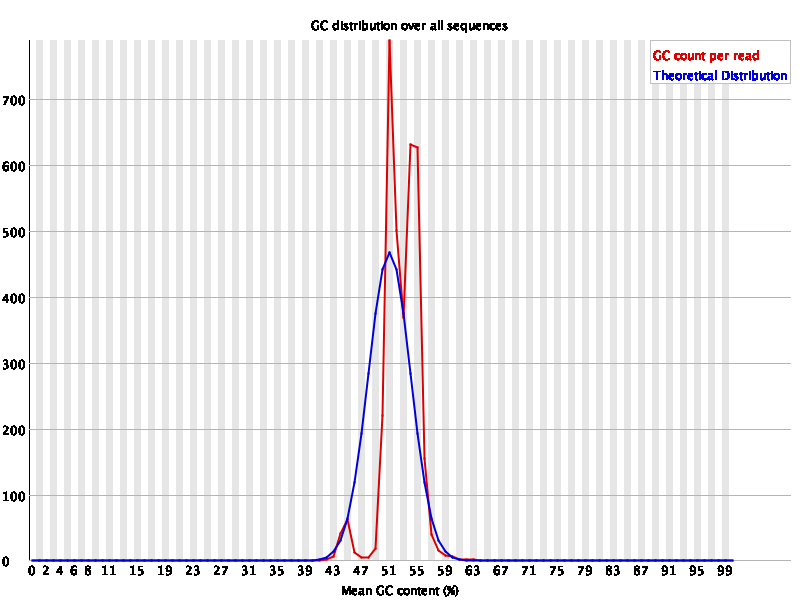 GC distribution over all sequences
GC count per read
Theoretical Distribution
700
600
500
400
300
200
100
0
0 2 4 6 8 11 15 19 23 27 31 35 39 43 47 51 55 59 63 67 71 75 79 83 87 91 95 99
Mean GC content (%)